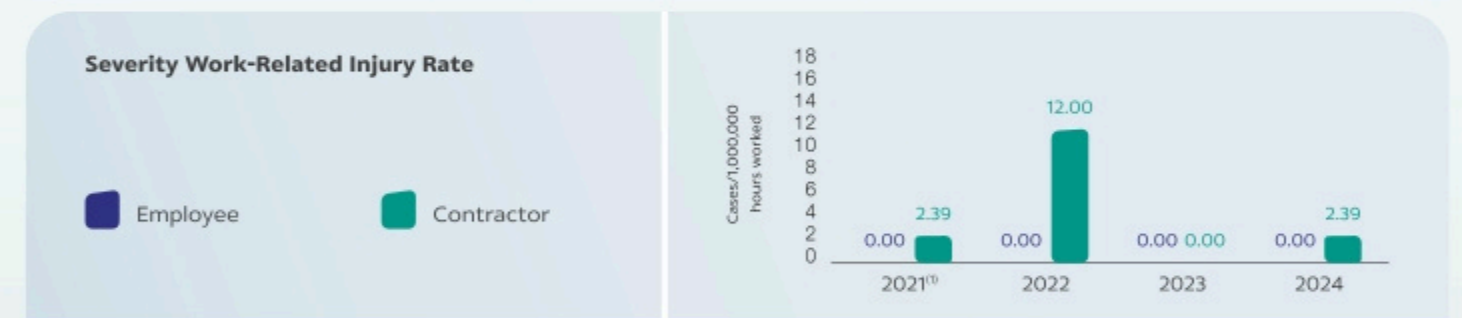 Severity Work-Related Injury Rate
Employee
Contractor
Cases/1,000,000
hours worked
18
16
14
12
10
8
6
4
2
0
0.00 2.39
0.00 12.00
0.00 0.00
0.00 2.39
2021(1) 2022 2023 2024